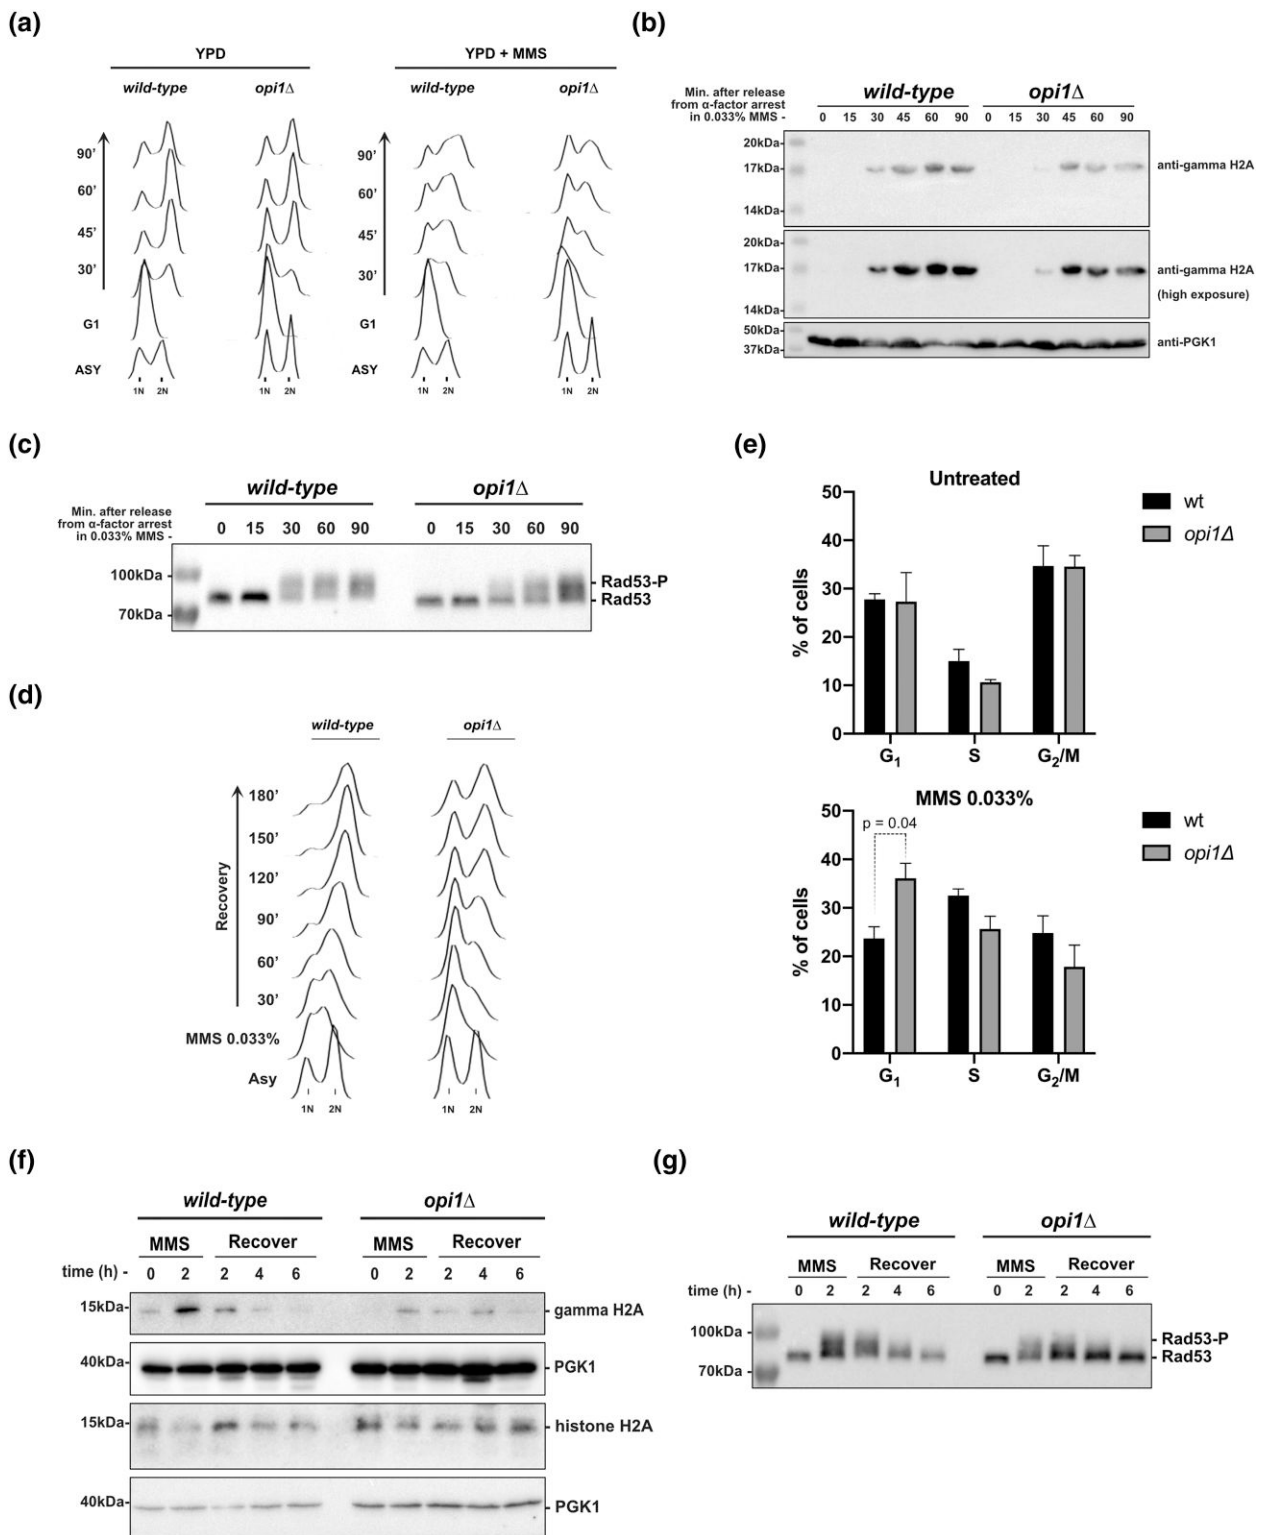 (a)
YPD
YPD + MMS
wild-type opi1Δ wild-type opi1Δ
90' 90'
60' 60'
45' 45'
30' 30'
G1 G1
ASY ASY
1N 2N 1N 2N 1N 2N 1N 2N
(b)
Min. after release
from α-factor arrest
in 0.033% MMS -
wild-type opi1Δ
0 15 30 45 60 90 0 15 30 45 60 90
20kDa-
17kDa-
14kDa-
anti-gamma H2A
20kDa-
17kDa-
14kDa-
anti-gamma H2A
(high exposure)
50kDa-
37kDa-
anti-PGK1
(c)
wild-type opi1Δ
Min. after release
from α-factor arrest
in 0.033% MMS -
0 15 30 60 90 0 15 30 60 90
100kDa-
70kDa-
-Rad53-P
-Rad53
(d)
wild-type opi1Δ
Recovery
180'
150'
120'
90'
60'
30'
MMS 0.033%
Asy
1N 2N 1N 2N
(e)
Untreated
% of cells
50
40
30
20
10
0
G1 S G2/M
wt
opi1Δ
MMS 0.033%
p = 0.04
% of cells
50
40
30
20
10
0
G1 S G2/M
wt
opi1Δ
(f)
wild-type opi1Δ
MMS Recover MMS Recover
time (h) - 0 2 2 4 6 0 2 2 4 6
15kDa- -gamma H2A
40kDa- -PGK1
15kDa- -histone H2A
40kDa- -PGK1
(g)
wild-type opi1Δ
MMS Recover MMS Recover
time (h) - 0 2 2 4 6 0 2 2 4 6
100kDa-
70kDa-
-Rad53-P
-Rad53